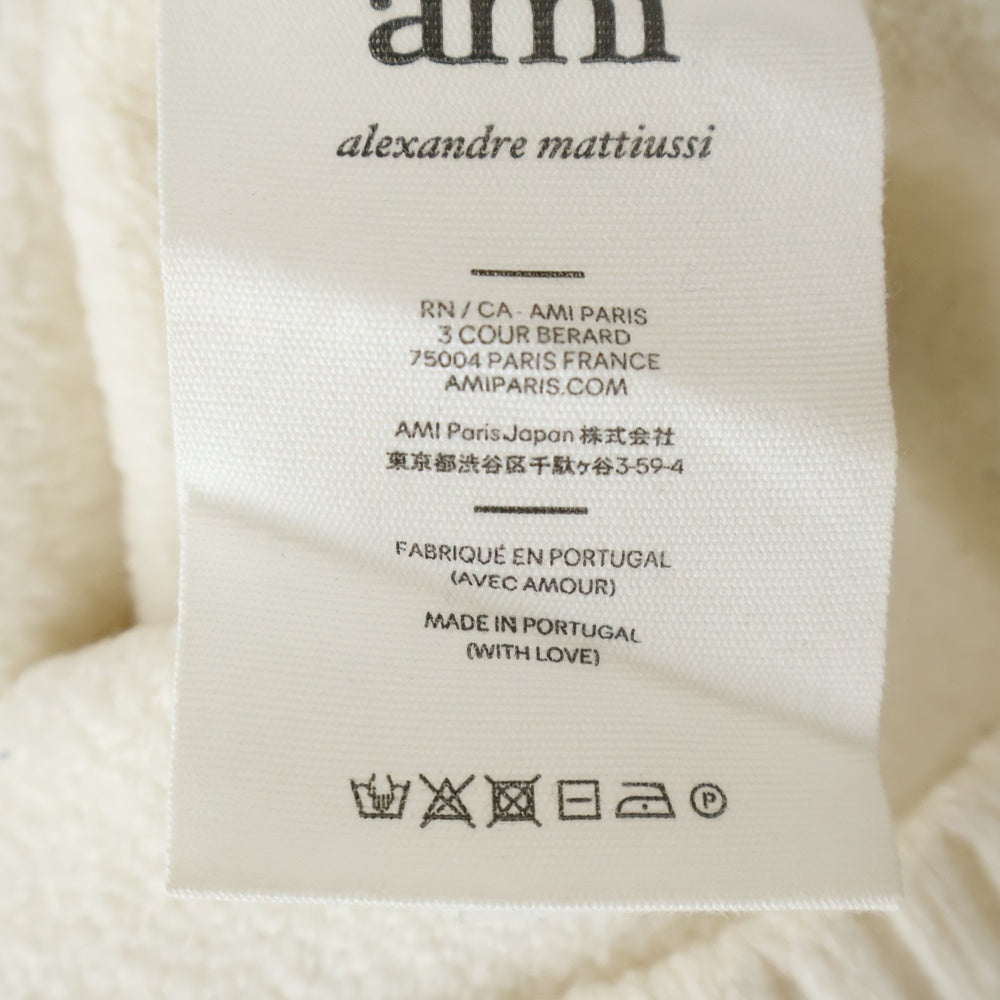 ami
alexandre mattiussi
RN / CA - AMI PARIS
3 COUR BERARD
75004 PARIS FRANCE
AMIPARIS.COM
AMI Paris Japan 株式会社
東京都渋谷区千駄ヶ谷3-59-4
FABRIQUÉ EN PORTUGAL
(AVEC AMOUR)
MADE IN PORTUGAL
(WITH LOVE)
P